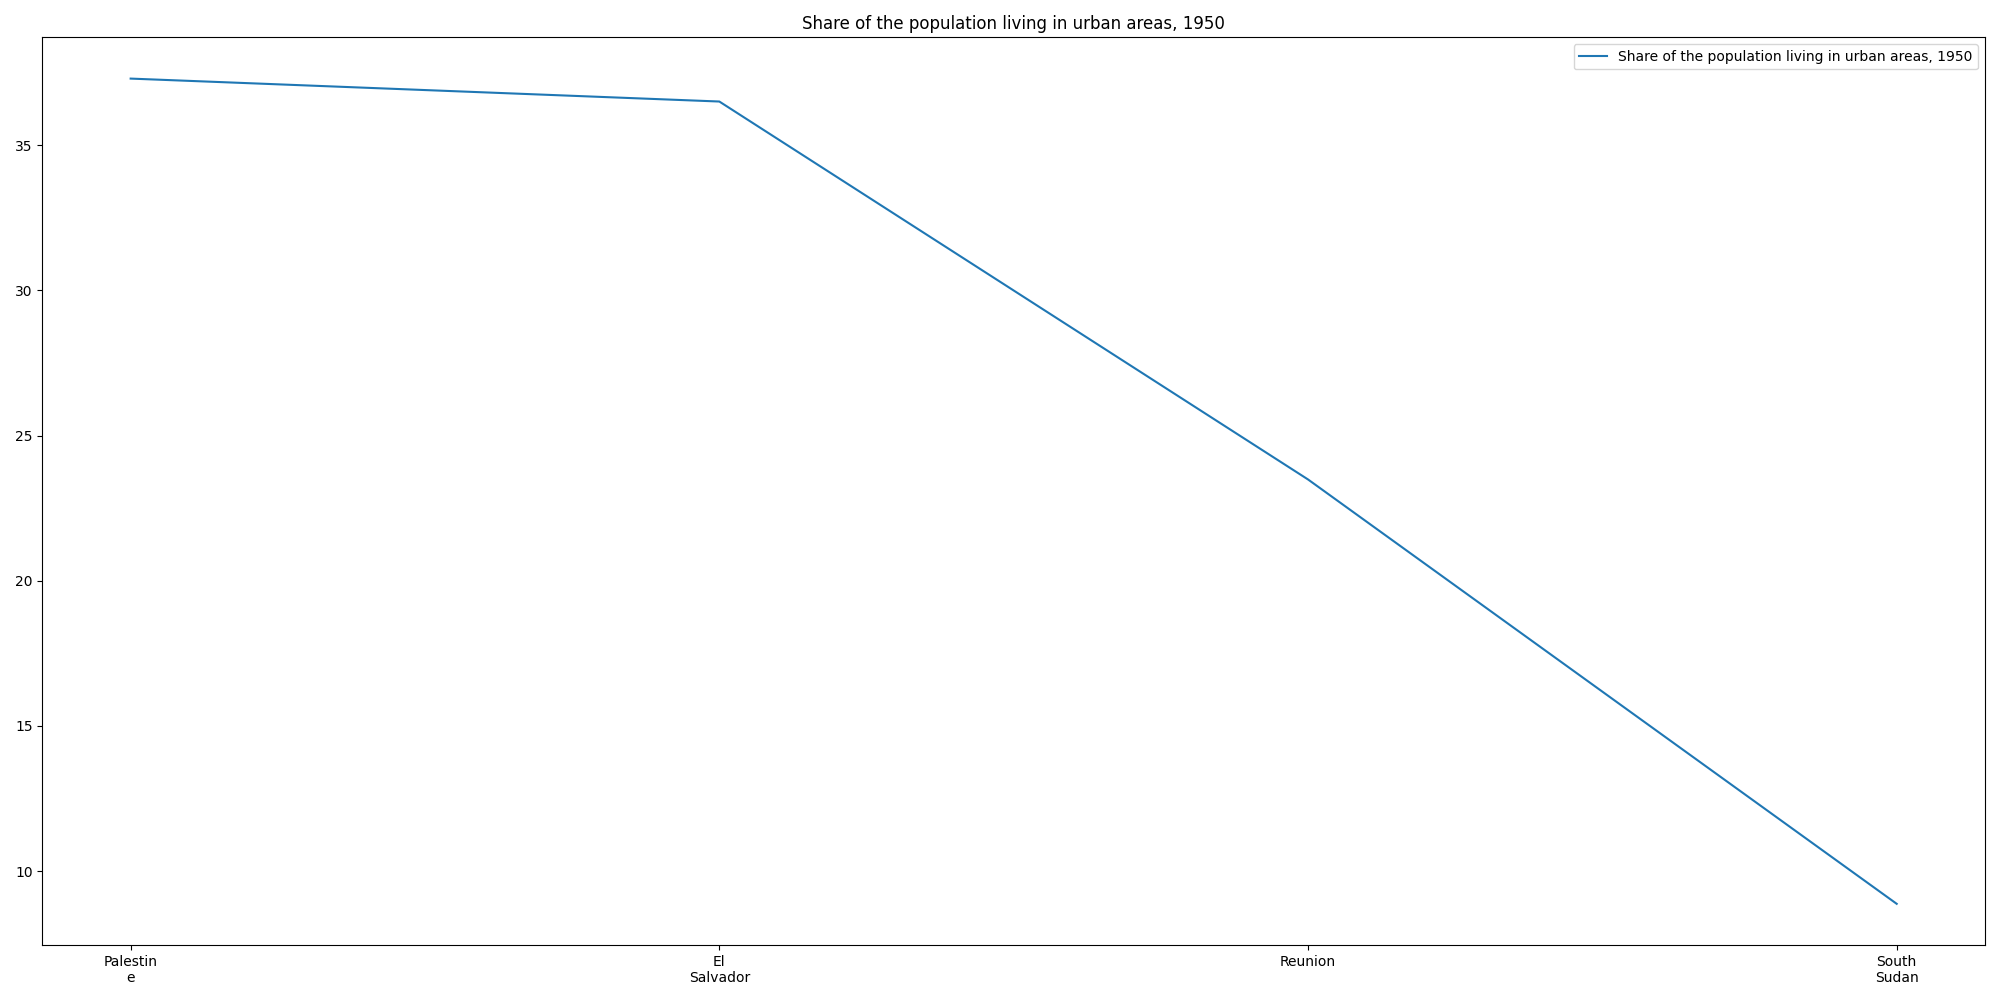 Share of the population living in urban areas, 1950
Share of the population living in urban areas, 1950
35
30
25
20
15
10
Palestin
e
El
Salvador
Reunion
South
Sudan